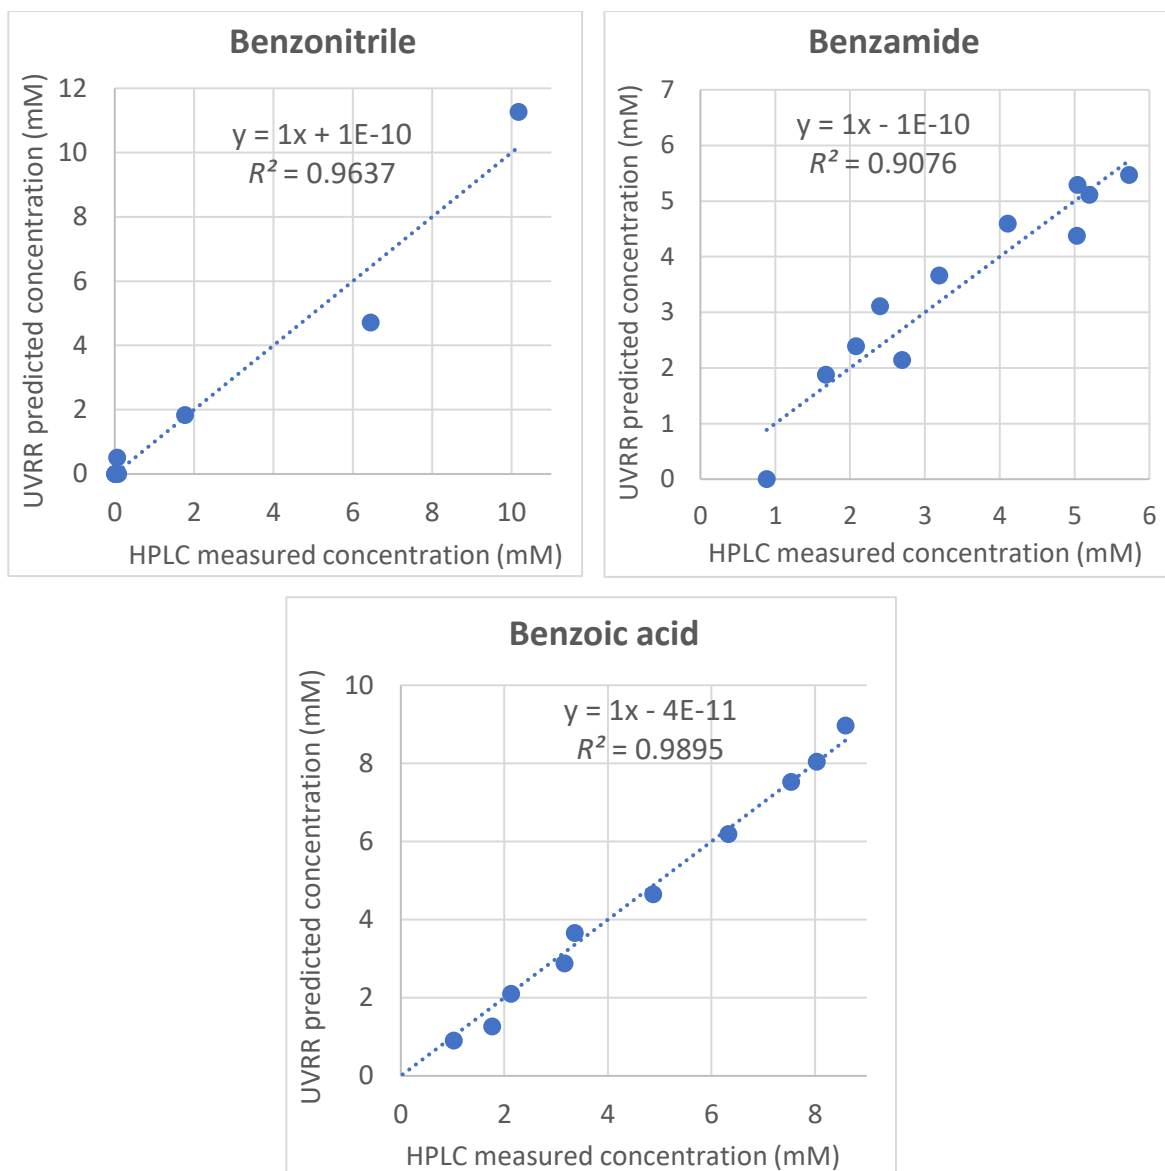 Benzonitrile
UVRR predicted concentration (mM)
12
10
8
6
4
2
0
y = 1x + 1E-10
R² = 0.9637
0 2 4 6 8 10
HPLC measured concentration (mM)
Benzamide
UVRR predicted concentration (mM)
7
6
5
4
3
2
1
0
y = 1x - 1E-10
R² = 0.9076
0 1 2 3 4 5 6
HPLC measured concentration (mM)
Benzoic acid
UVRR predicted concentration (mM)
10
8
6
4
2
0
y = 1x - 4E-11
R² = 0.9895
0 2 4 6 8
HPLC measured concentration (mM)